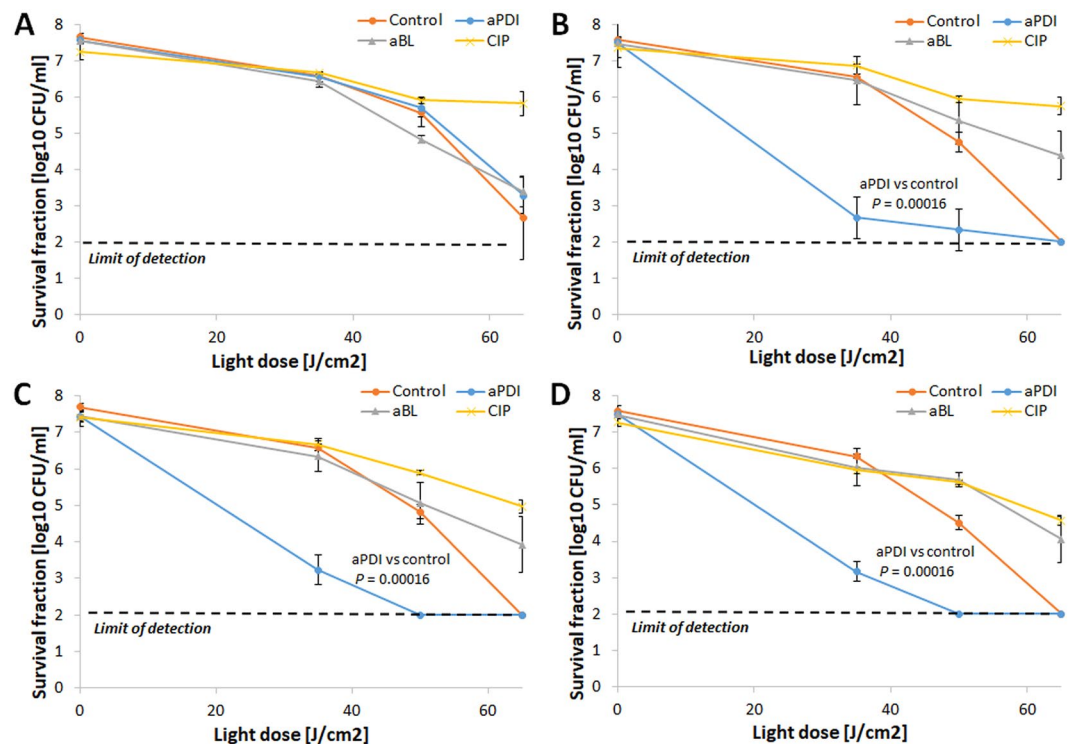 A
Control aPDI
aBL CIP
Survival fraction [log10 CFU/ml]
8
7
6
5
4
3
2
1
0
Limit of detection
0 20 40 60
Light dose [J/cm2]
B
Control aPDI
aBL CIP
Survival fraction [log10 CFU/ml]
8
7
6
5
4
3
2
1
0
aPDI vs control
P = 0.00016
Limit of detection
0 20 40 60
Light dose [J/cm2]
C
Control aPDI
aBL CIP
Survival fraction [log10 CFU/ml]
8
7
6
5
4
3
2
1
0
aPDI vs control
P = 0.00016
Limit of detection
0 20 40 60
Light dose [J/cm2]
D
Control aPDI
aBL CIP
Survival fraction [log10 CFU/ml]
8
7
6
5
4
3
2
1
0
aPDI vs control
P = 0.00016
Limit of detection
0 20 40 60
Light dose [J/cm2]